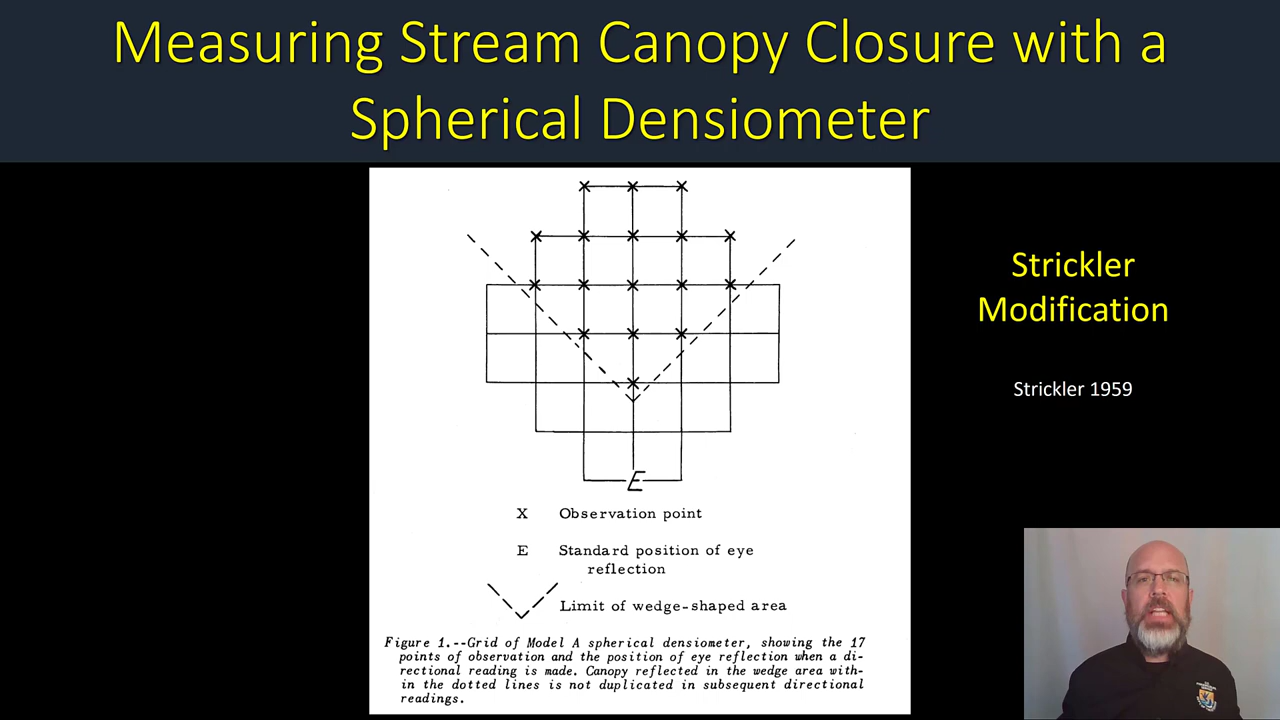 Measuring Stream Canopy Closure with a
Spherical Densiometer
Strickler
Modification
Strickler 1959
E
X Observation point
E Standard position of eye
reflection
Limit of wedge-shaped area
Figure 1.--Grid of Model A spherical densiometer, showing the 17
points of observation and the position of eye reflection when a di-
rectional reading is made. Canopy reflected in the wedge area with-
in the dotted lines is not duplicated in subsequent directional
readings.